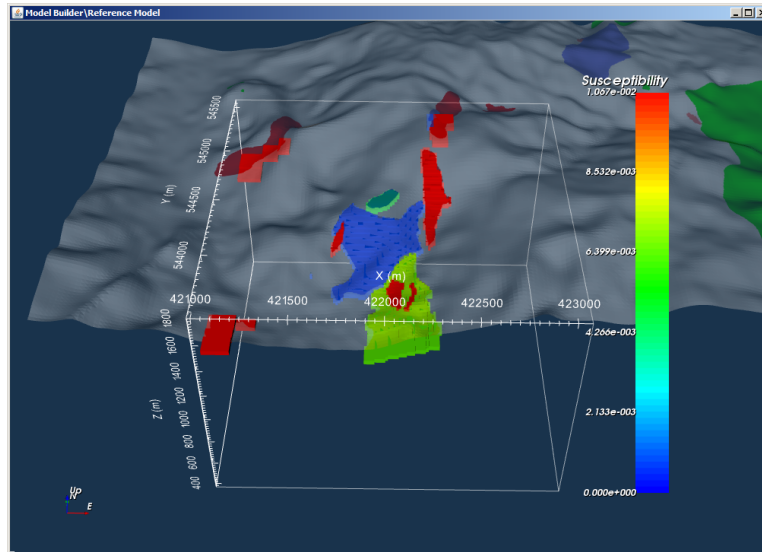 Model Builder\Reference Model
Susceptibility
1.067e-002
8.532e-003
6.399e-003
4.266e-003
2.133e-003
0.000e+000
545500
545000
544500
544000
Y (m)
X (m)
421000
421500
422000
422500
423000
1800
1600
1400
1200
1000
800
600
400
Z (m)
Up
N
E